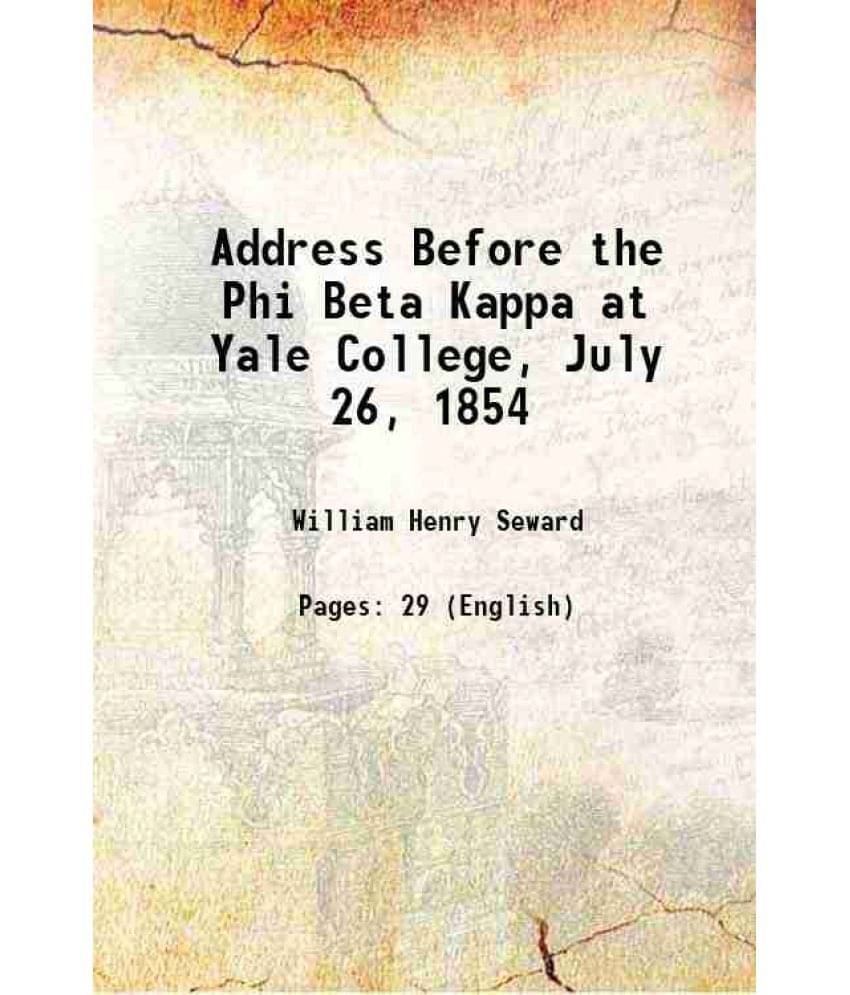 Address Before the
Phi Beta Kappa at
Yale College, July
26, 1854
William Henry Seward
Pages: 29 (English)